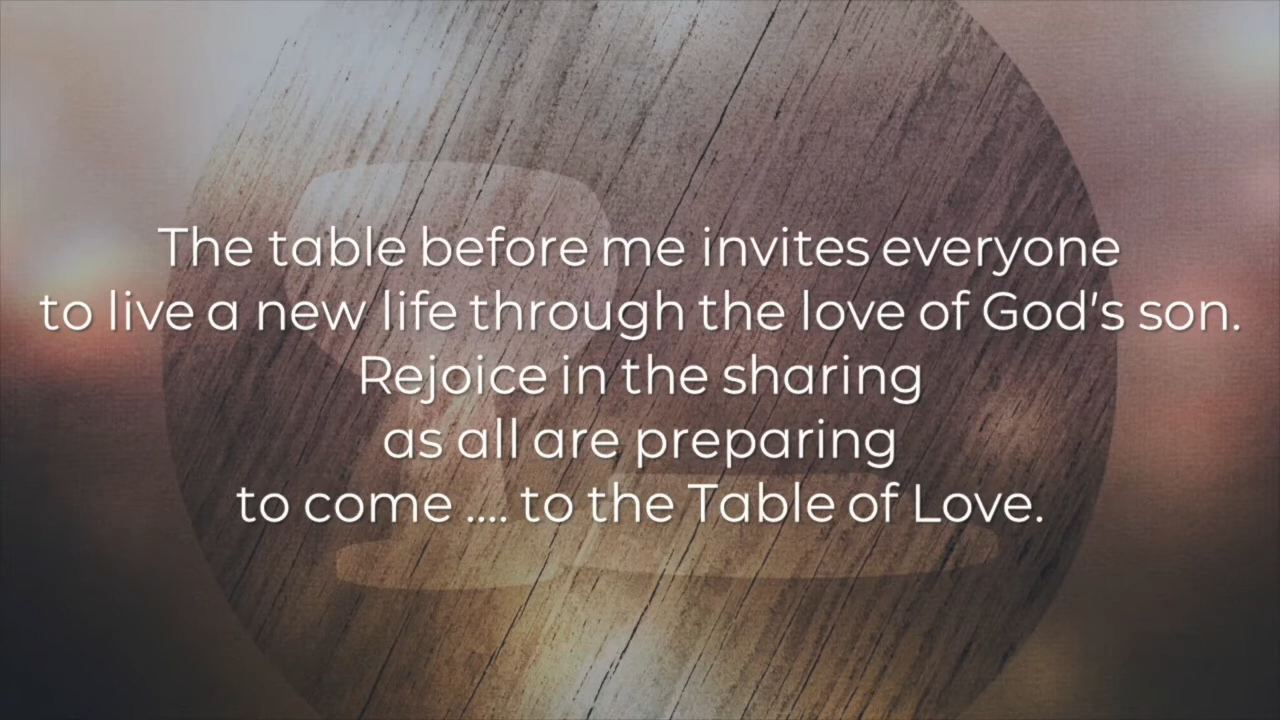 The table before me invites everyone
to live a new life through the love of God's son.
Rejoice in the sharing
as all are preparing
to come .... to the Table of Love.